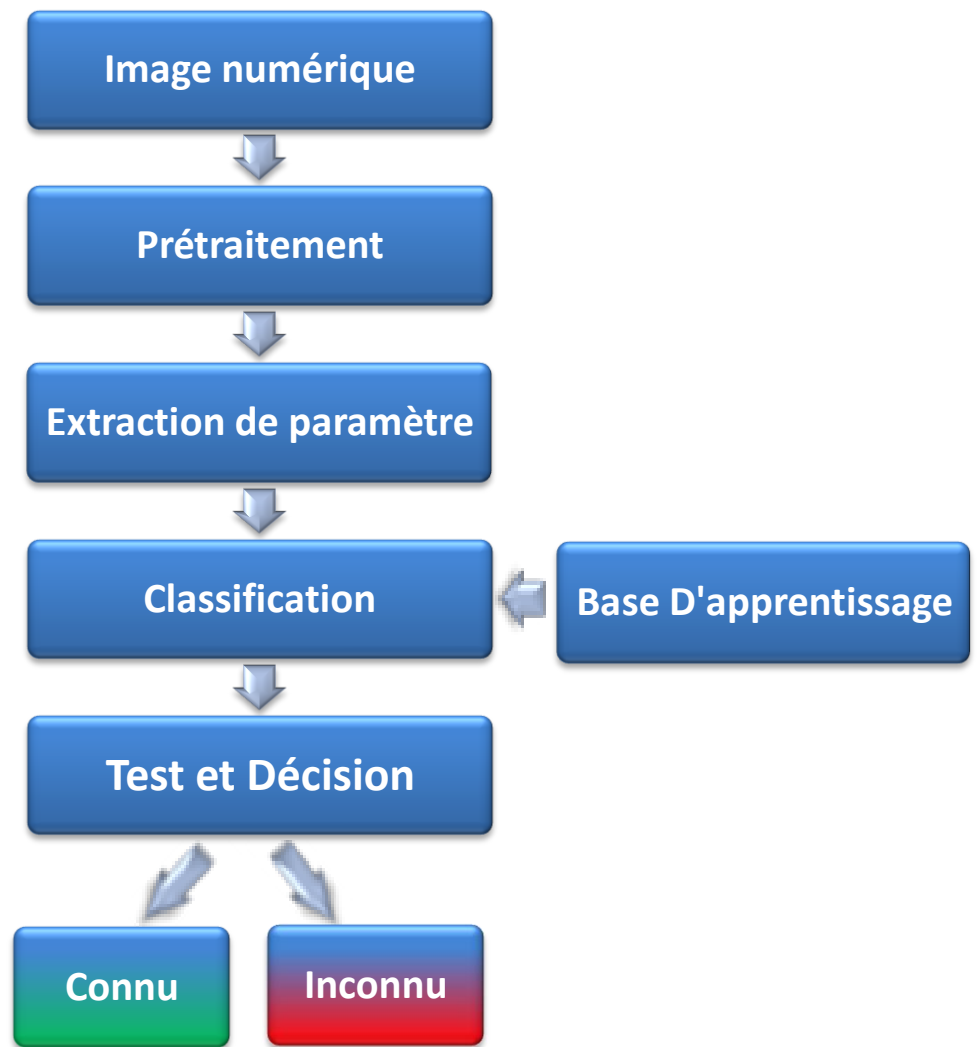 Image numérique
Prétraitement
Extraction de paramètre
Classification
Base D'apprentissage
Test et Décision
Connu
Inconnu